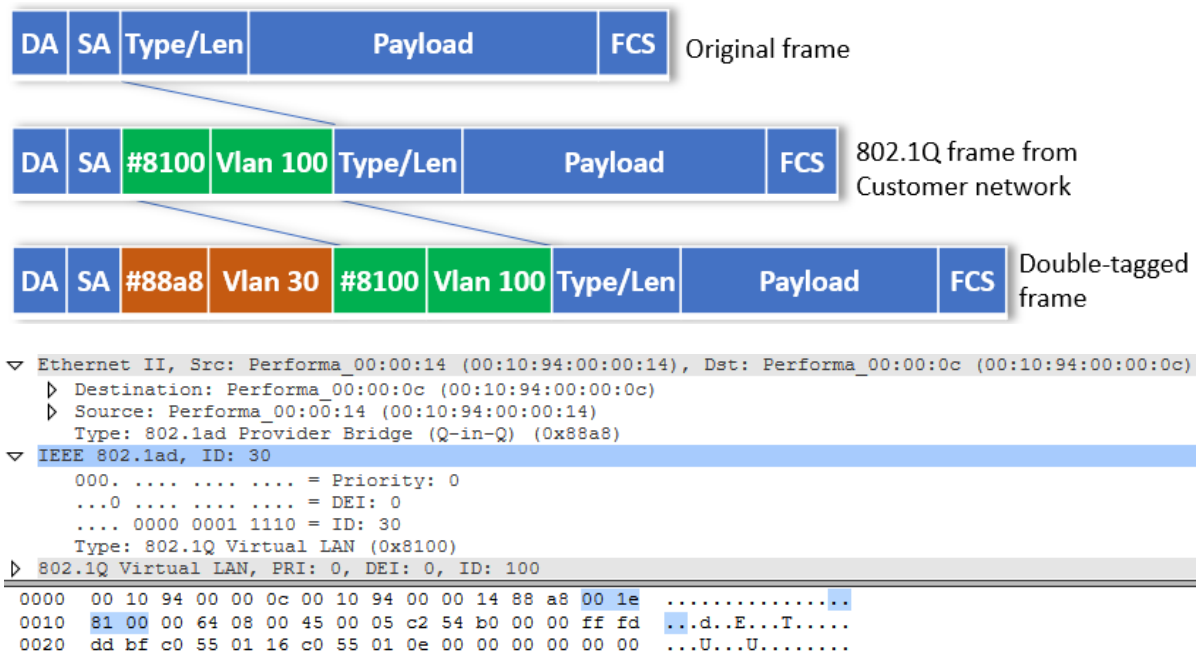 DA SA Type/Len Payload FCS Original frame
DA SA #8100 Vlan 100 Type/Len Payload FCS 802.1Q frame from
Customer network
DA SA #88a8 Vlan 30 #8100 Vlan 100 Type/Len Payload FCS Double-tagged
frame
Ethernet II, Src: Performa_00:00:14 (00:10:94:00:00:14), Dst: Performa_00:00:0c (00:10:94:00:00:0c)
Destination: Performa_00:00:0c (00:10:94:00:00:0c)
Source: Performa_00:00:14 (00:10:94:00:00:14)
Type: 802.1ad Provider Bridge (Q-in-Q) (0x88a8)
IEEE 802.1ad, ID: 30
000. .... .... .... = Priority: 0
...0 .... .... .... = DEI: 0
.... 0000 0001 1110 = ID: 30
Type: 802.1Q Virtual LAN (0x8100)
802.1Q Virtual LAN, PRI: 0, DEI: 0, ID: 100
0000 00 10 94 00 00 0c 00 10 94 00 00 14 88 a8 00 1e ................
0010 81 00 00 64 08 00 45 00 05 c2 54 b0 00 00 ff fd ...d..E...T.....
0020 dd bf c0 55 01 16 c0 55 01 0e 00 00 00 00 00 00 ...U...U........